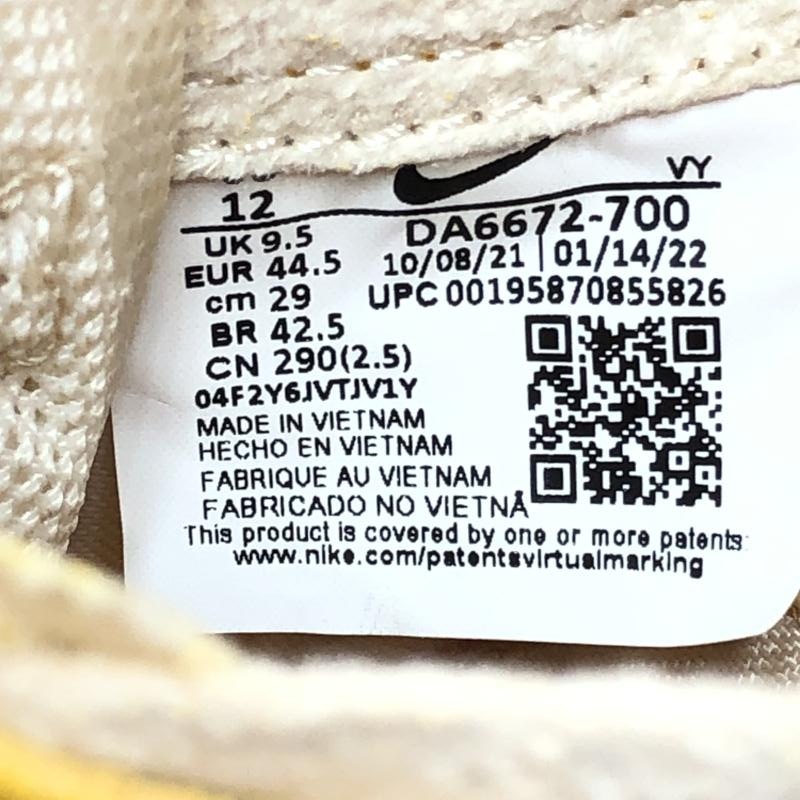 VY
12
UK 9.5
EUR 44.5
cm 29
BR 42.5
CN 290(2.5)
DA6672-700
10/08/21 | 01/14/22
UPC 00195870855826
04F2Y6JVTJV1Y
MADE IN VIETNAM
HECHO EN VIETNAM
FABRIQUE AU VIETNAM
FABRICADO NO VIETNÃ
This product is covered by one or more patents
www.nike.com/patentsvirtualmarking